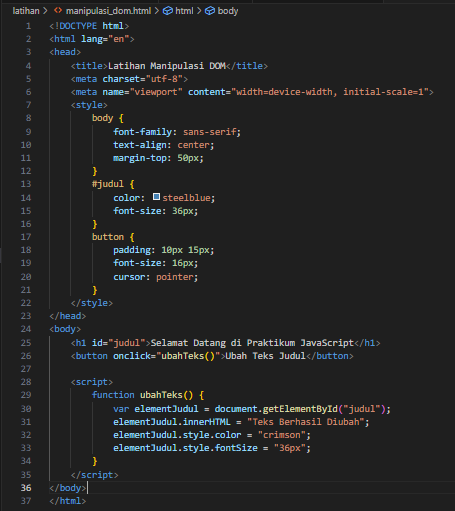 latihan > <> manipulasi_dom.html > html > body
1 <!DOCTYPE html>
2 <html lang="en">
3 <head>
4     <title>Latihan Manipulasi DOM</title>
5     <meta charset="utf-8">
6     <meta name="viewport" content="width=device-width, initial-scale=1">
7     <style>
8         body {
9             font-family: sans-serif;
10             text-align: center;
11             margin-top: 50px;
12         }
13         #judul {
14             color: steelblue;
15             font-size: 36px;
16         }
17         button {
18             padding: 10px 15px;
19             font-size: 16px;
20             cursor: pointer;
21         }
22     </style>
23 </head>
24 <body>
25     <h1 id="judul">Selamat Datang di Praktikum JavaScript</h1>
26     <button onclick="ubahTeks()">Ubah Teks Judul</button>
27
28     <script>
29         function ubahTeks() {
30             var elementJudul = document.getElementById("judul");
31             elementJudul.innerHTML = "Teks Berhasil Diubah";
32             elementJudul.style.color = "crimson";
33             elementJudul.style.fontSize = "36px";
34         }
35     </script>
36 </body>
37 </html>